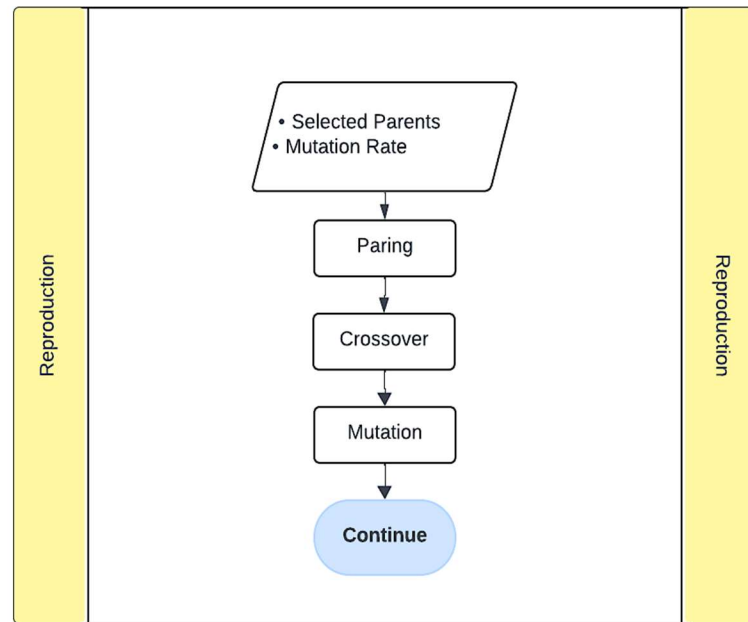 Reproduction
• Selected Parents
• Mutation Rate
Paring
Crossover
Mutation
Continue
Reproduction